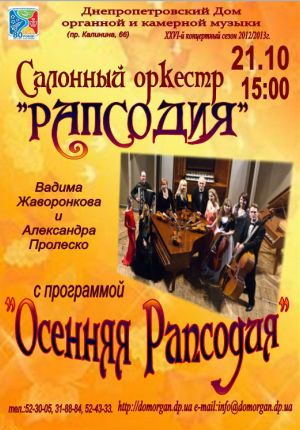 Днепропетровский Дом
органной и камерной музыки
(пр. Калинина, 66)
XXVI-й концертный сезон 2012/2013г.
80
21.10
15:00
Салонный оркестр
"РАПСОДИЯ"
Вадима
Жаворонкова
и
Александра
Пролеско
с программой
"Осенняя Рапсодия"
тел.:52-30-05, 31-88-84, 52-43-33. http://domorgan.dp.ua e-mail:info@domorgan.dp.ua